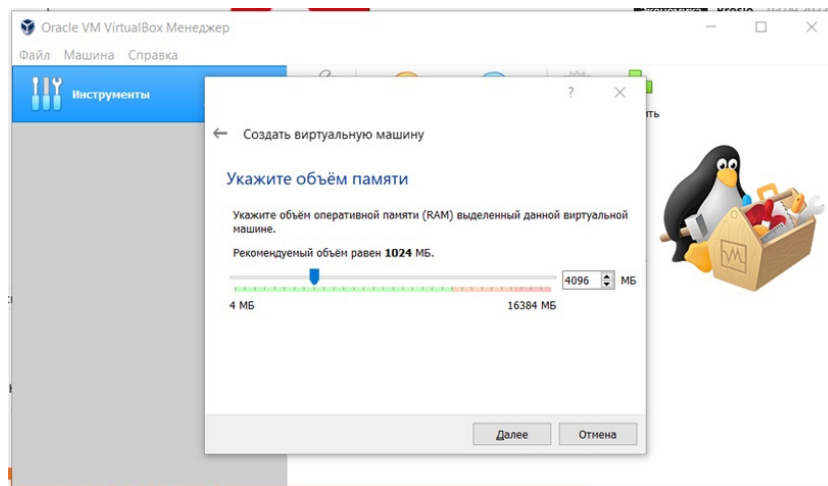 Oracle VM VirtualBox Менеджер
Файл Машина Справка
Инструменты
?
Создать виртуальную машину
Укажите объём памяти
Укажите объём оперативной памяти (RAM) выделенный данной виртуальной
машине.
Рекомендуемый объём равен 1024 МБ.
4096 МБ
4 МБ 16384 МБ
Далее Отмена